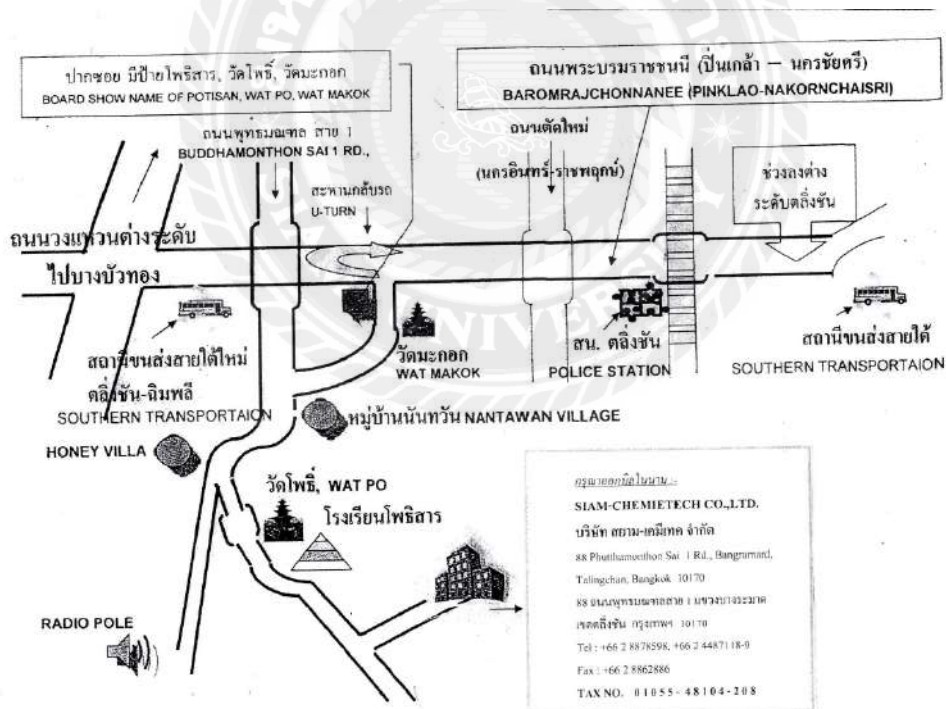 ปากซอย มีป้ายโพธิสาร, วัดโพธิ์, วัดมะกอก
BOARD SHOW NAME OF POTISAN, WAT PO, WAT MAKOK
ถนนพระบรมราชชนนี (ปิ่นเกล้า – นครชัยศรี)
BAROMRAJCHONNANEE (PINKLAO-NAKORNCHAISRI)
ถนนพุทธมณฑล สาย 1
BUDDHAMONTHON SAI 1 RD.,
ถนนตัดใหม่
(นครอินทร์-ราชพฤกษ์)
ช่วงลงต่าง
ระดับตลิ่งชัน
สะพานกลับรถ
U-TURN
ถนนวงแหวนต่างระดับ
ไปบางบัวทอง
สถานีขนส่งสายใต้ใหม่
ตลิ่งชัน-ฉิมพลี
SOUTHERN TRANSPORTAION
วัดมะกอก
WAT MAKOK
สน. ตลิ่งชัน
POLICE STATION
สถานีขนส่งสายใต้
SOUTHERN TRANSPORTAION
หมู่บ้านนันทวัน NANTAWAN VILLAGE
HONEY VILLA
วัดโพธิ์, WAT PO
โรงเรียนโพธิสาร
RADIO POLE
กรุณาออกบิลในนาม :-
SIAM-CHEMIETECH CO.,LTD.
บริษัท สยาม-เคมีเทค จำกัด
88 Phutthamonthon Sai 1 Rd., Bangramard,
Talingchan, Bangkok 10170
88 ถนนพุทธมณฑลสาย 1 แขวงบางระมาด
เขตตลิ่งชัน กรุงเทพฯ 10170
Tel : +66 2 8878598, +66 2 4487118-9
Fax : +66 2 8862886
TAX NO. 01055-48104-208
UNIVERSITY